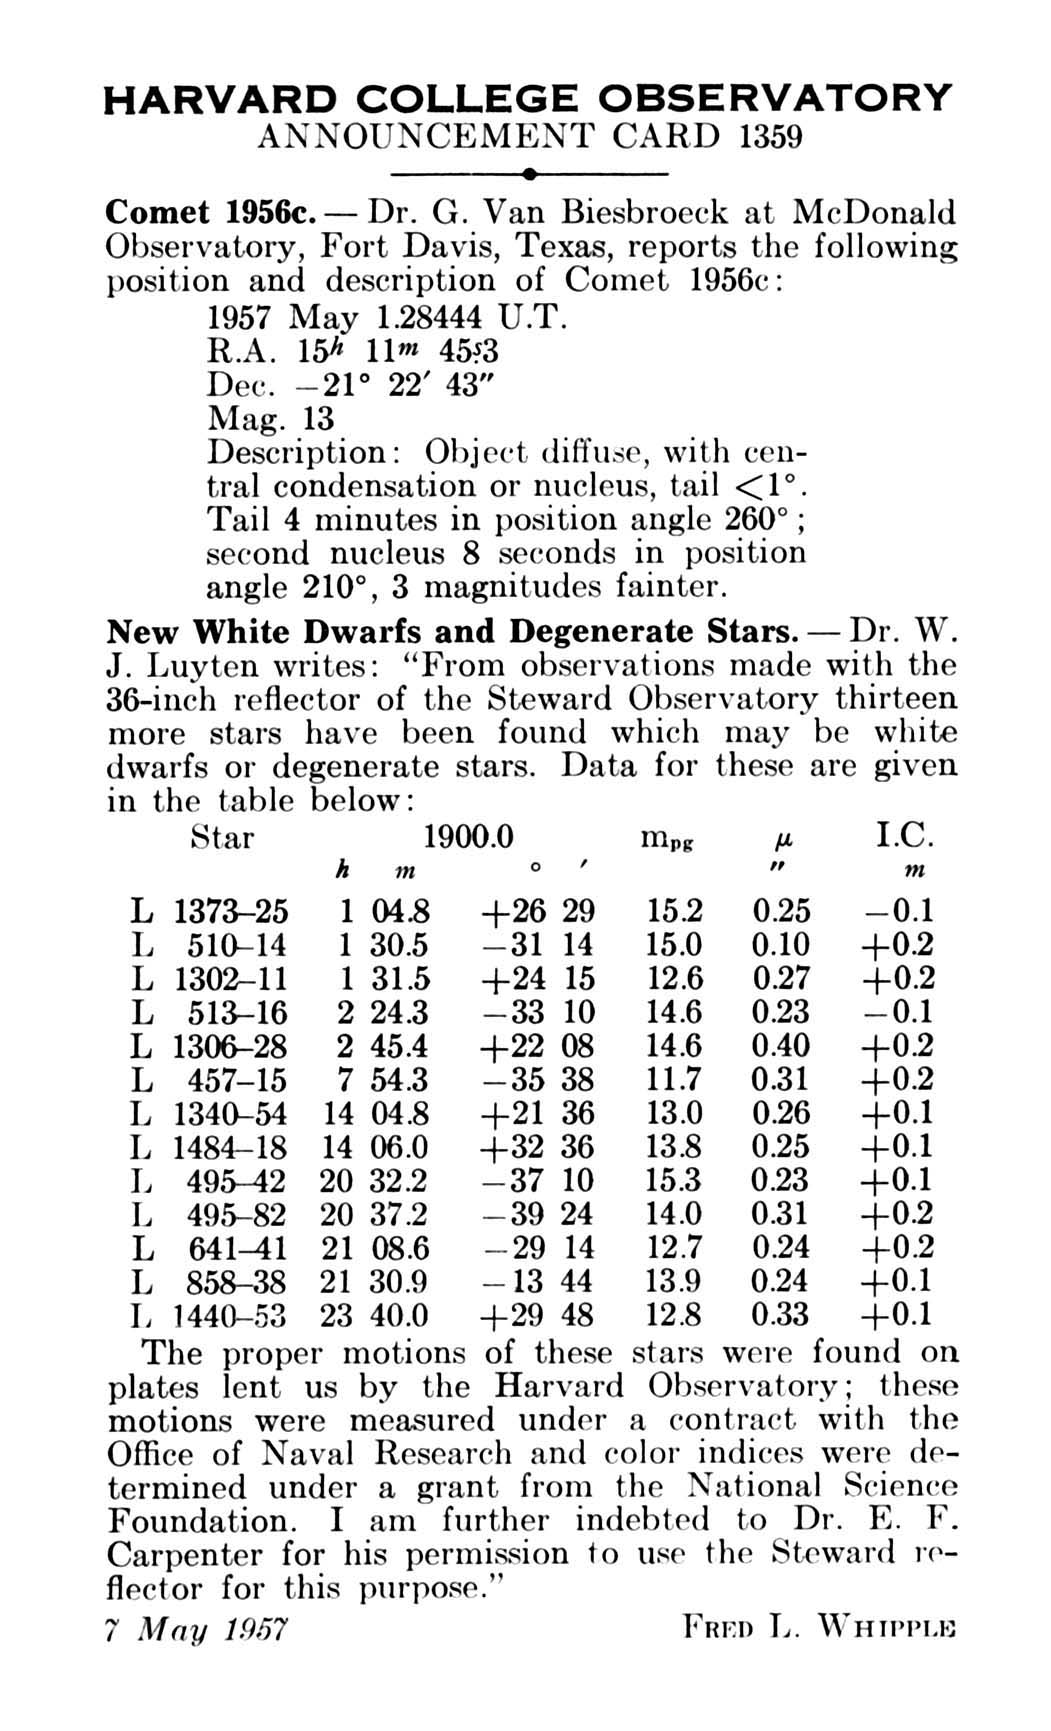 HARVARD COLLEGE OBSERVATORY
ANNOUNCEMENT CARD 1359
Comet 1956c. — Dr. G. Van Biesbroeck at McDonald
Observatory, Fort Davis, Texas, reports the following
position and description of Comet 1956c:
1957 May 1.28444 U.T.
R.A. 15h 11m 45s.3
Dec. −21° 22′ 43″
Mag. 13
Description: Object diffuse, with cen-
tral condensation or nucleus, tail <1°.
Tail 4 minutes in position angle 260°;
second nucleus 8 seconds in position
angle 210°, 3 magnitudes fainter.
New White Dwarfs and Degenerate Stars. — Dr. W.
J. Luyten writes: "From observations made with the
36-inch reflector of the Steward Observatory thirteen
more stars have been found which may be white
dwarfs or degenerate stars. Data for these are given
in the table below:
Star 1900.0 mpg μ I.C.
h m ° ′ ″ m
L 1373–25 1 04.8 +26 29 15.2 0.25 −0.1
L 510–14 1 30.5 −31 14 15.0 0.10 +0.2
L 1302–11 1 31.5 +24 15 12.6 0.27 +0.2
L 513–16 2 24.3 −33 10 14.6 0.23 −0.1
L 1306–28 2 45.4 +22 08 14.6 0.40 +0.2
L 457–15 7 54.3 −35 38 11.7 0.31 +0.2
L 1340–54 14 04.8 +21 36 13.0 0.26 +0.1
L 1484–18 14 06.0 +32 36 13.8 0.25 +0.1
L 495–42 20 32.2 −37 10 15.3 0.23 +0.1
L 495–82 20 37.2 −39 24 14.0 0.31 +0.2
L 641–41 21 08.6 −29 14 12.7 0.24 +0.2
L 858–38 21 30.9 −13 44 13.9 0.24 +0.1
L 1440–53 23 40.0 +29 48 12.8 0.33 +0.1
The proper motions of these stars were found on
plates lent us by the Harvard Observatory; these
motions were measured under a contract with the
Office of Naval Research and color indices were de-
termined under a grant from the National Science
Foundation. I am further indebted to Dr. E. F.
Carpenter for his permission to use the Steward re-
flector for this purpose."
7 May 1957 FRED L. WHIPPLE